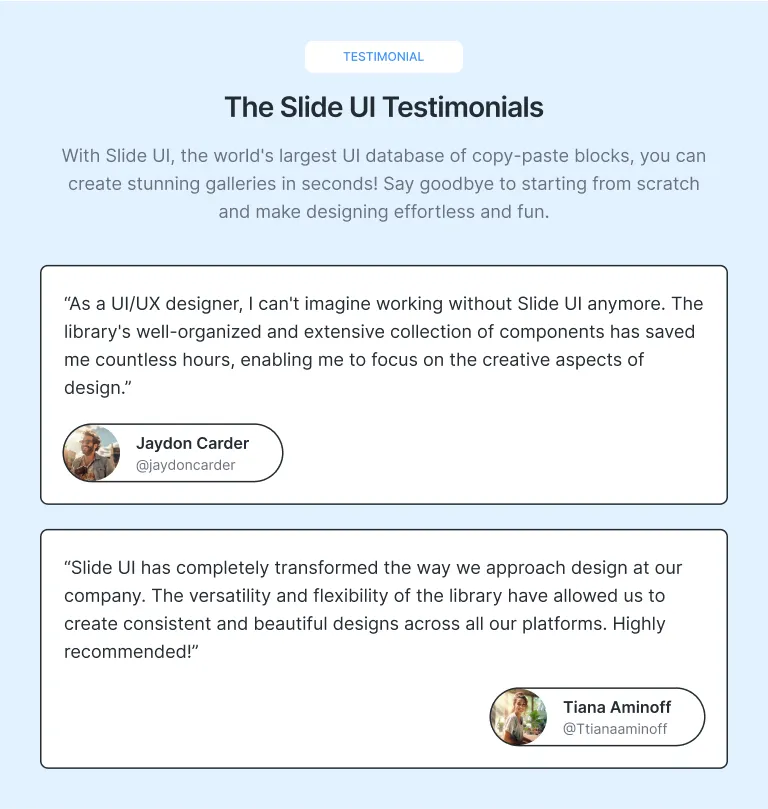 TESTIMONIAL
The Slide UI Testimonials
With Slide UI, the world's largest UI database of copy-paste blocks, you can
create stunning galleries in seconds! Say goodbye to starting from scratch
and make designing effortless and fun.
“As a UI/UX designer, I can't imagine working without Slide UI anymore. The
library's well-organized and extensive collection of components has saved
me countless hours, enabling me to focus on the creative aspects of
design.”
Jaydon Carder
@jaydoncarder
“Slide UI has completely transformed the way we approach design at our
company. The versatility and flexibility of the library have allowed us to
create consistent and beautiful designs across all our platforms. Highly
recommended!”
Tiana Aminoff
@Ttianaaminoff